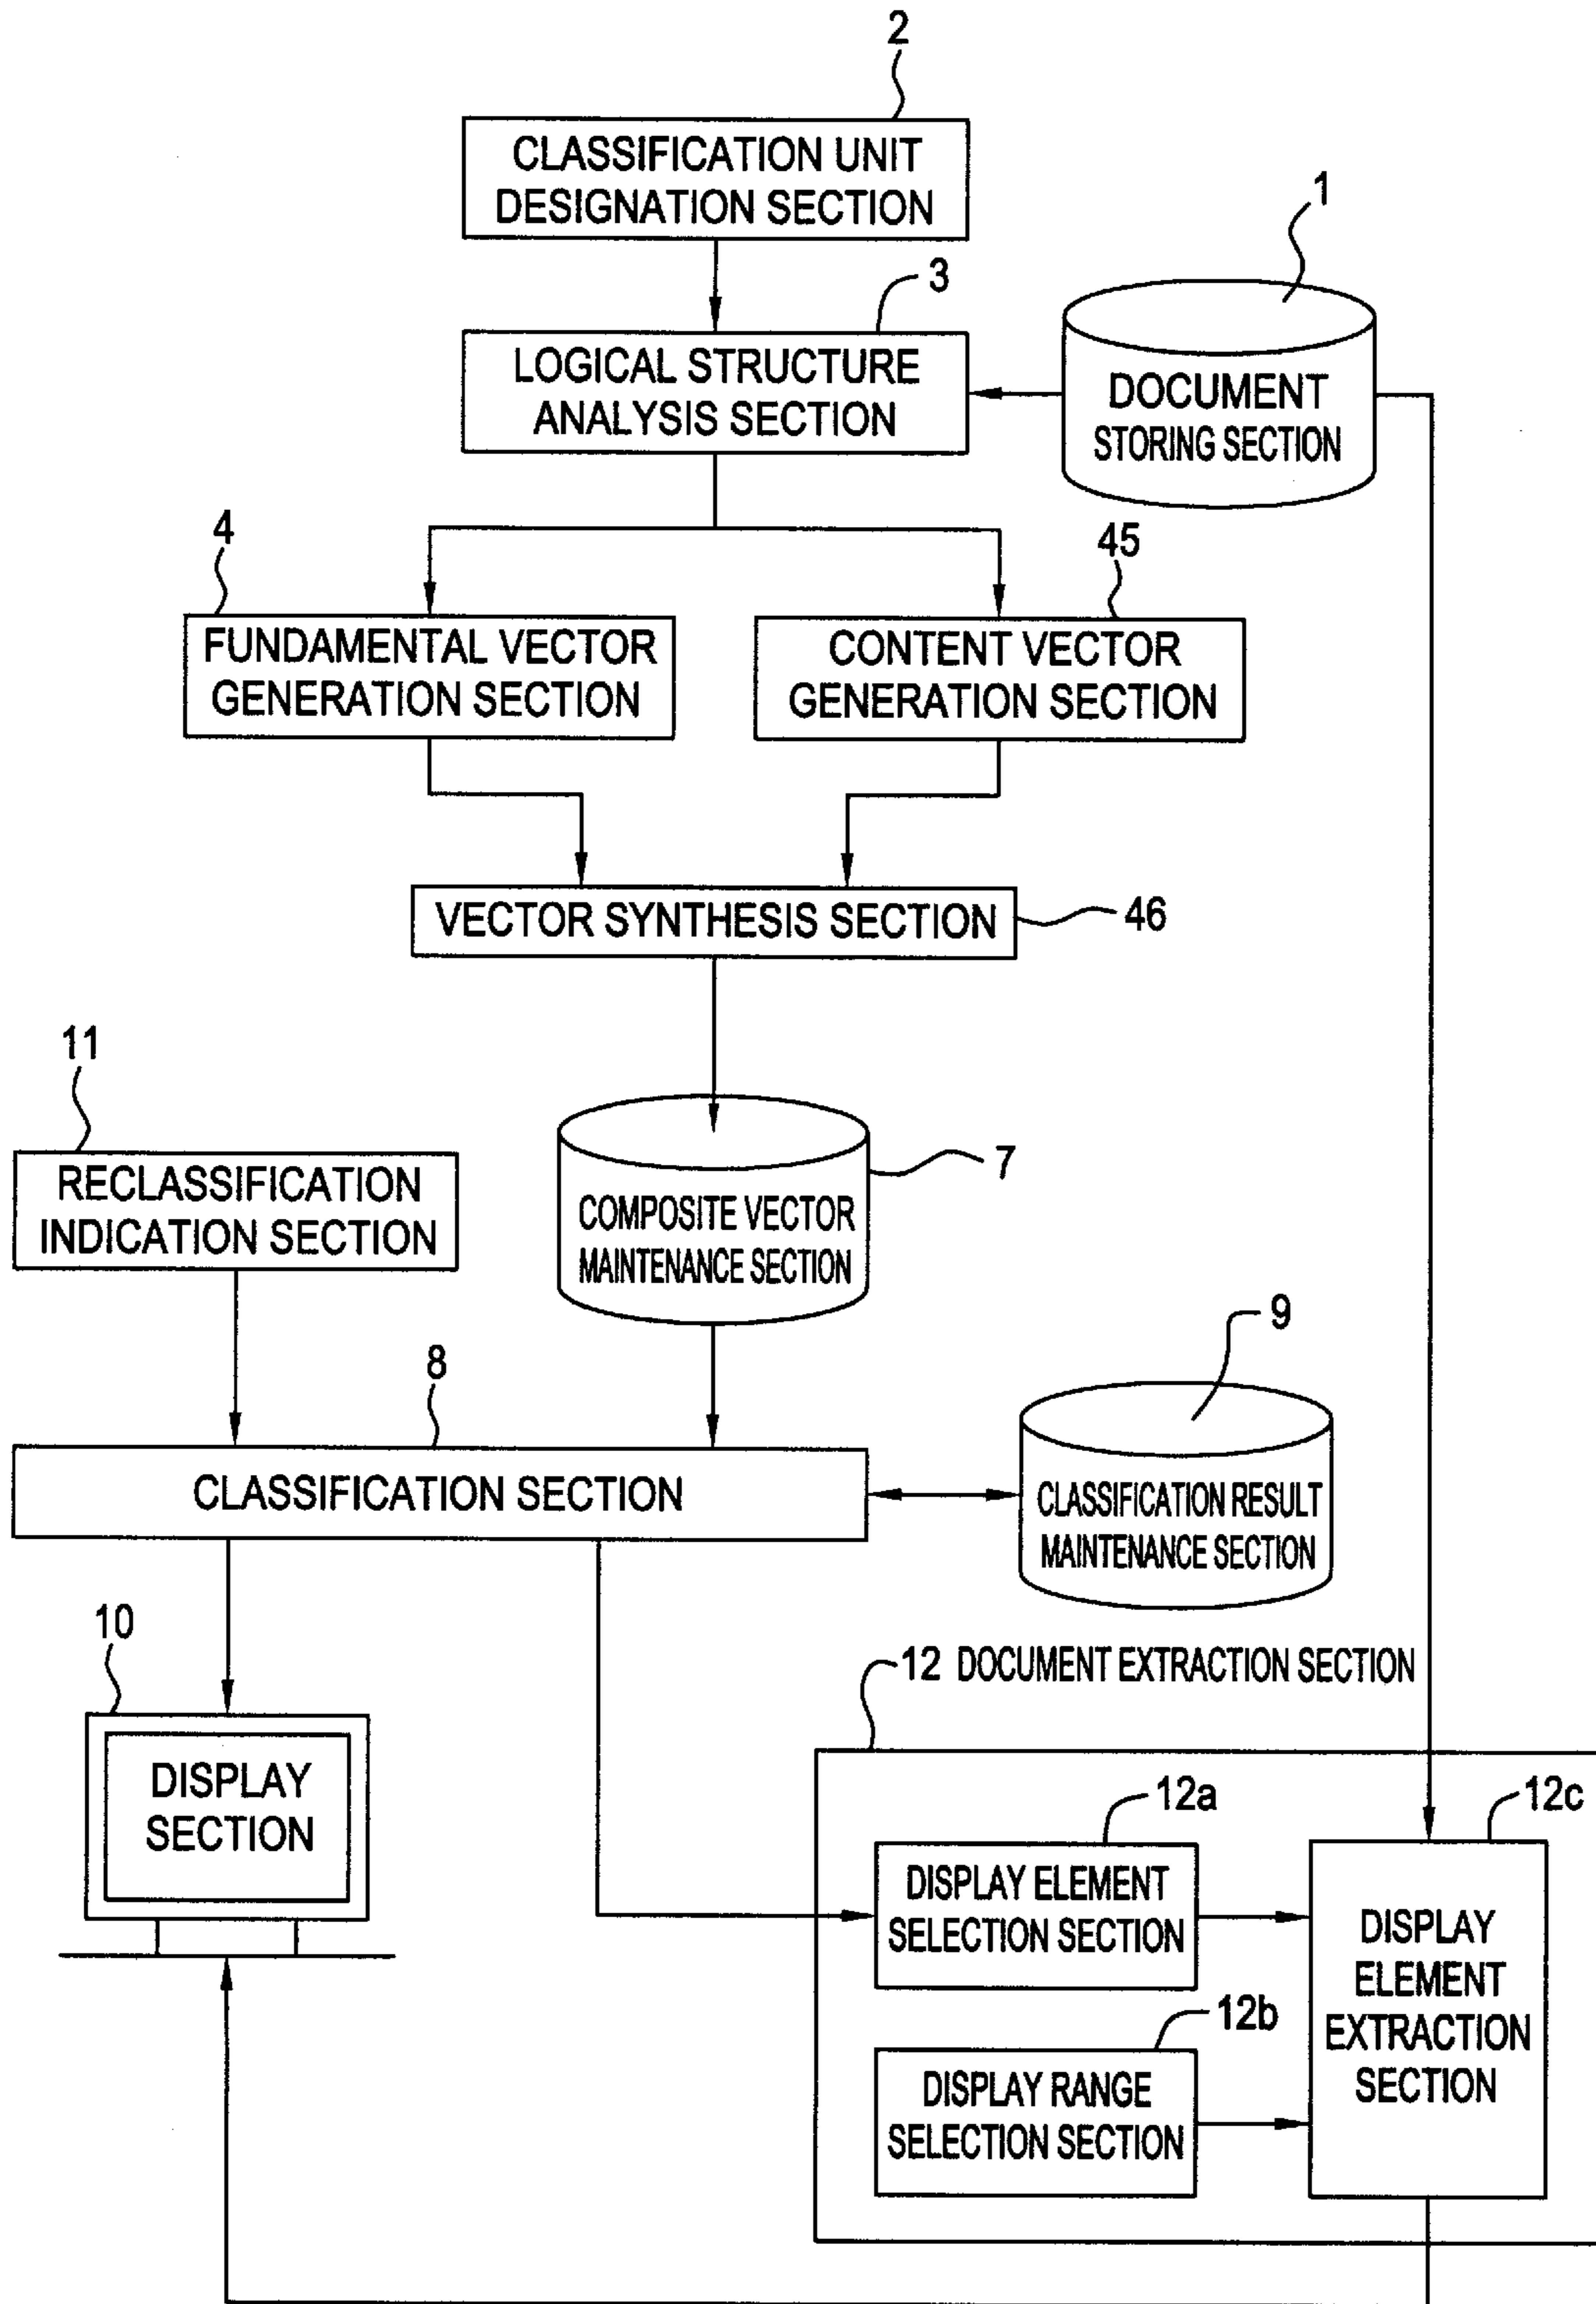 2
CLASSIFICATION UNIT
DESIGNATION SECTION
1
3
LOGICAL STRUCTURE
ANALYSIS SECTION
DOCUMENT
STORING SECTION
4
45
FUNDAMENTAL VECTOR
GENERATION SECTION
CONTENT VECTOR
GENERATION SECTION
VECTOR SYNTHESIS SECTION
46
11
RECLASSIFICATION
INDICATION SECTION
7
COMPOSITE VECTOR
MAINTENANCE SECTION
9
8
CLASSIFICATION SECTION
CLASSIFICATION RESULT
MAINTENANCE SECTION
10
DISPLAY
SECTION
12 DOCUMENT EXTRACTION SECTION
12a
12c
DISPLAY ELEMENT
SELECTION SECTION
DISPLAY
ELEMENT
EXTRACTION
SECTION
12b
DISPLAY RANGE
SELECTION SECTION